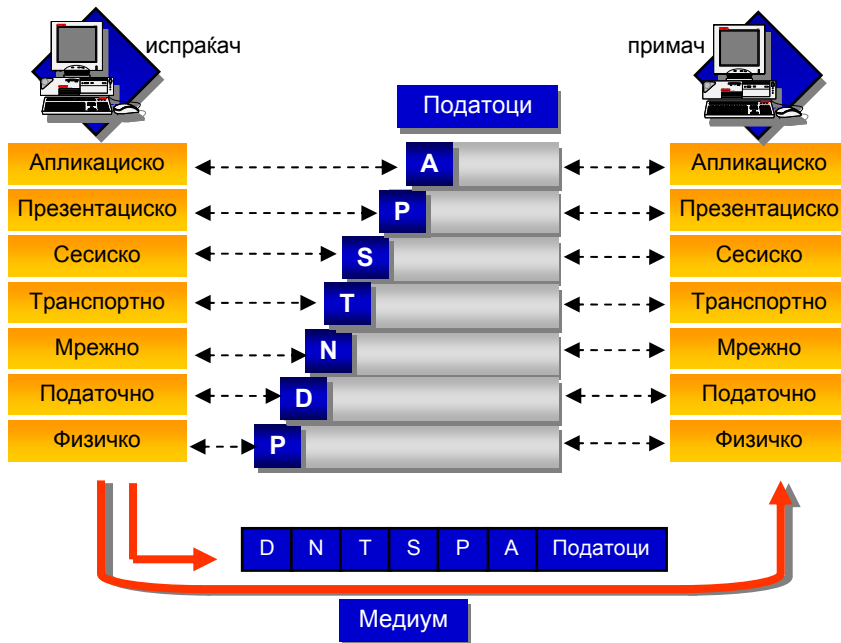 испраќач
примач
Податоци
Апликациско A Апликациско
Презентациско P Презентациско
Сесиско S Сесиско
Транспортно T Транспортно
Мрежно N Мрежно
Податочно D Податочно
Физичко P Физичко
D N T S P A Податоци
Медиум